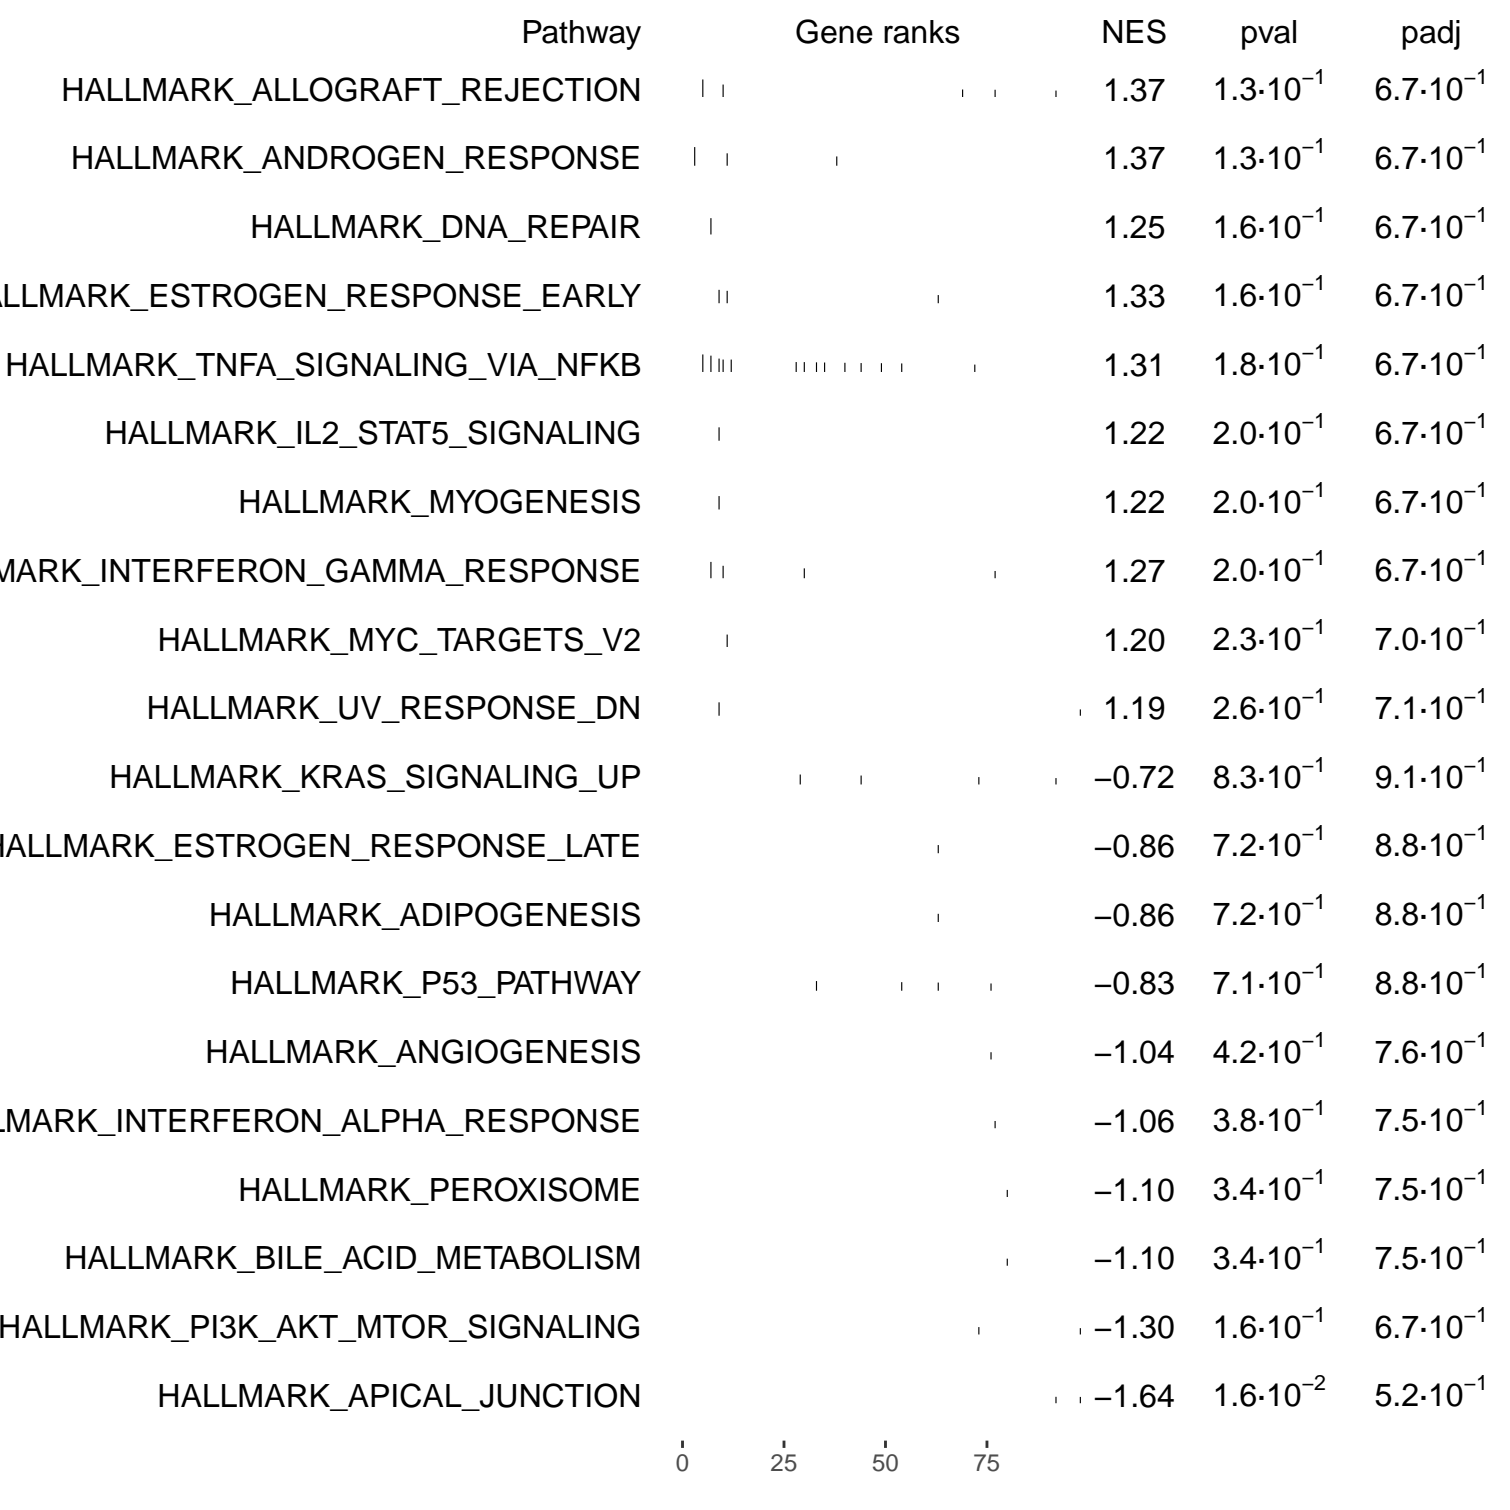 Pathway Gene ranks NES pval padj
HALLMARK_ALLOGRAFT_REJECTION 1.37 1.3·10⁻¹ 6.7·10⁻¹
HALLMARK_ANDROGEN_RESPONSE 1.37 1.3·10⁻¹ 6.7·10⁻¹
HALLMARK_DNA_REPAIR 1.25 1.6·10⁻¹ 6.7·10⁻¹
ALLMARK_ESTROGEN_RESPONSE_EARLY 1.33 1.6·10⁻¹ 6.7·10⁻¹
HALLMARK_TNFA_SIGNALING_VIA_NFKB 1.31 1.8·10⁻¹ 6.7·10⁻¹
HALLMARK_IL2_STAT5_SIGNALING 1.22 2.0·10⁻¹ 6.7·10⁻¹
HALLMARK_MYOGENESIS 1.22 2.0·10⁻¹ 6.7·10⁻¹
MARK_INTERFERON_GAMMA_RESPONSE 1.27 2.0·10⁻¹ 6.7·10⁻¹
HALLMARK_MYC_TARGETS_V2 1.20 2.3·10⁻¹ 7.0·10⁻¹
HALLMARK_UV_RESPONSE_DN 1.19 2.6·10⁻¹ 7.1·10⁻¹
HALLMARK_KRAS_SIGNALING_UP −0.72 8.3·10⁻¹ 9.1·10⁻¹
HALLMARK_ESTROGEN_RESPONSE_LATE −0.86 7.2·10⁻¹ 8.8·10⁻¹
HALLMARK_ADIPOGENESIS −0.86 7.2·10⁻¹ 8.8·10⁻¹
HALLMARK_P53_PATHWAY −0.83 7.1·10⁻¹ 8.8·10⁻¹
HALLMARK_ANGIOGENESIS −1.04 4.2·10⁻¹ 7.6·10⁻¹
LMARK_INTERFERON_ALPHA_RESPONSE −1.06 3.8·10⁻¹ 7.5·10⁻¹
HALLMARK_PEROXISOME −1.10 3.4·10⁻¹ 7.5·10⁻¹
HALLMARK_BILE_ACID_METABOLISM −1.10 3.4·10⁻¹ 7.5·10⁻¹
HALLMARK_PI3K_AKT_MTOR_SIGNALING −1.30 1.6·10⁻¹ 6.7·10⁻¹
HALLMARK_APICAL_JUNCTION −1.64 1.6·10⁻² 5.2·10⁻¹
0 25 50 75